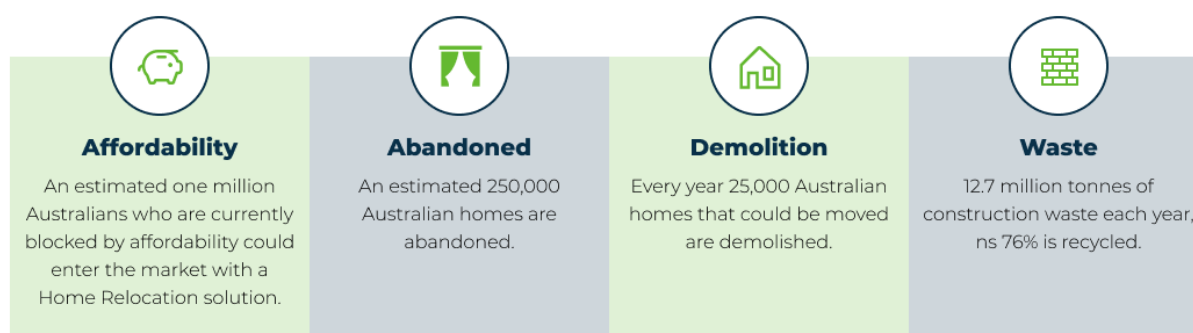 Affordability
An estimated one million
Australians who are currently
blocked by affordability could
enter the market with a
Home Relocation solution.
Abandoned
An estimated 250,000
Australian homes are
abandoned.
Demolition
Every year 25,000 Australian
homes that could be moved
are demolished.
Waste
12.7 million tonnes of
construction waste each year,
ns 76% is recycled.